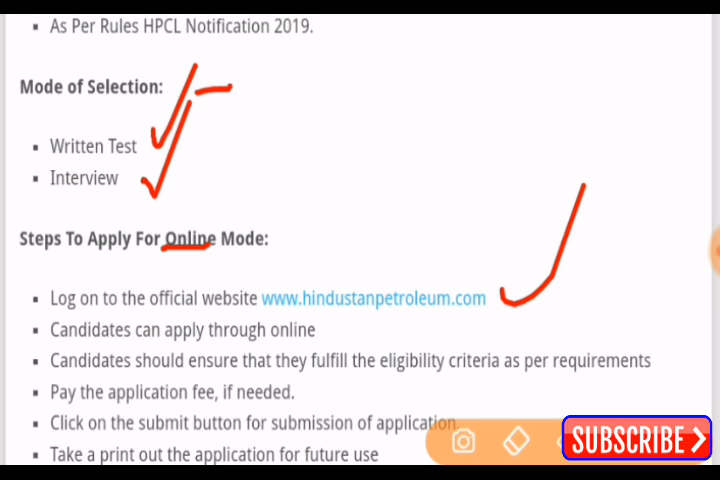 As Per Rules HPCL Notification 2019.
Mode of Selection:
Written Test
Interview
Steps To Apply For Online Mode:
Log on to the official website www.hindustanpetroleum.com
Candidates can apply through online
Candidates should ensure that they fulfill the eligibility criteria as per requirements
Pay the application fee, if needed.
Click on the submit button for submission of application.
Take a print out the application for future use
SUBSCRIBE